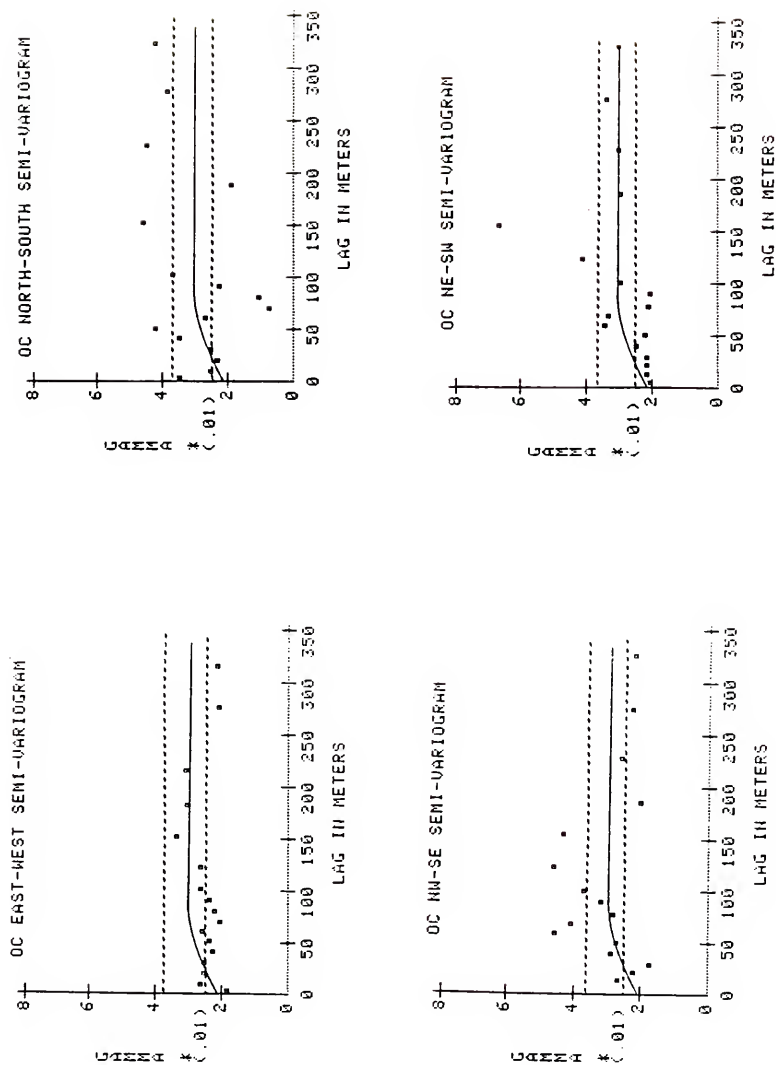 OC EAST-WEST SEMI-VARIOGRAM
8
6
4
2
0
GAMMA *(.01)
0 50 100 150 200 250 300 350
LAG IN METERS
OC NORTH-SOUTH SEMI-VARIOGRAM
8
6
4
2
0
GAMMA *(.01)
0 50 100 150 200 250 300 350
LAG IN METERS
OC NW-SE SEMI-VARIOGRAM
8
6
4
2
0
GAMMA *(.01)
0 50 100 150 200 250 300 350
LAG IN METERS
OC NE-SW SEMI-VARIOGRAM
8
6
4
2
0
GAMMA *(.01)
0 50 100 150 200 250 300 350
LAG IN METERS